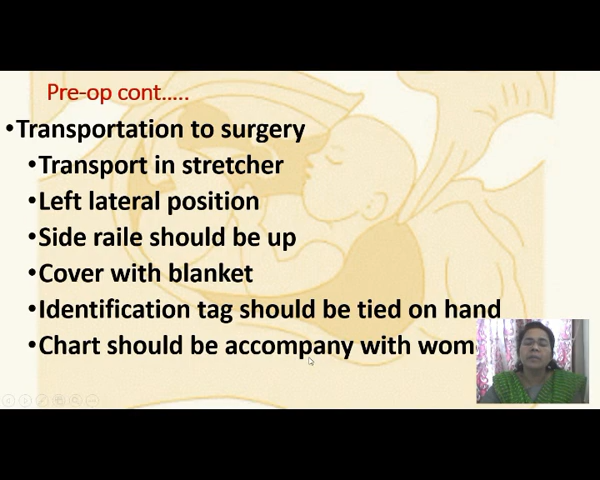 Pre-op cont.....
•Transportation to surgery
•Transport in stretcher
•Left lateral position
•Side raile should be up
•Cover with blanket
•Identification tag should be tied on hand
•Chart should be accompany with